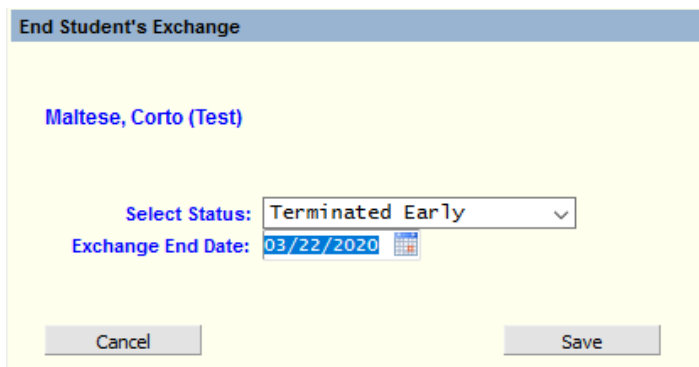 End Student's Exchange
Maltese, Corto (Test)
Select Status: Terminated Early
Exchange End Date: 03/22/2020
Cancel Save